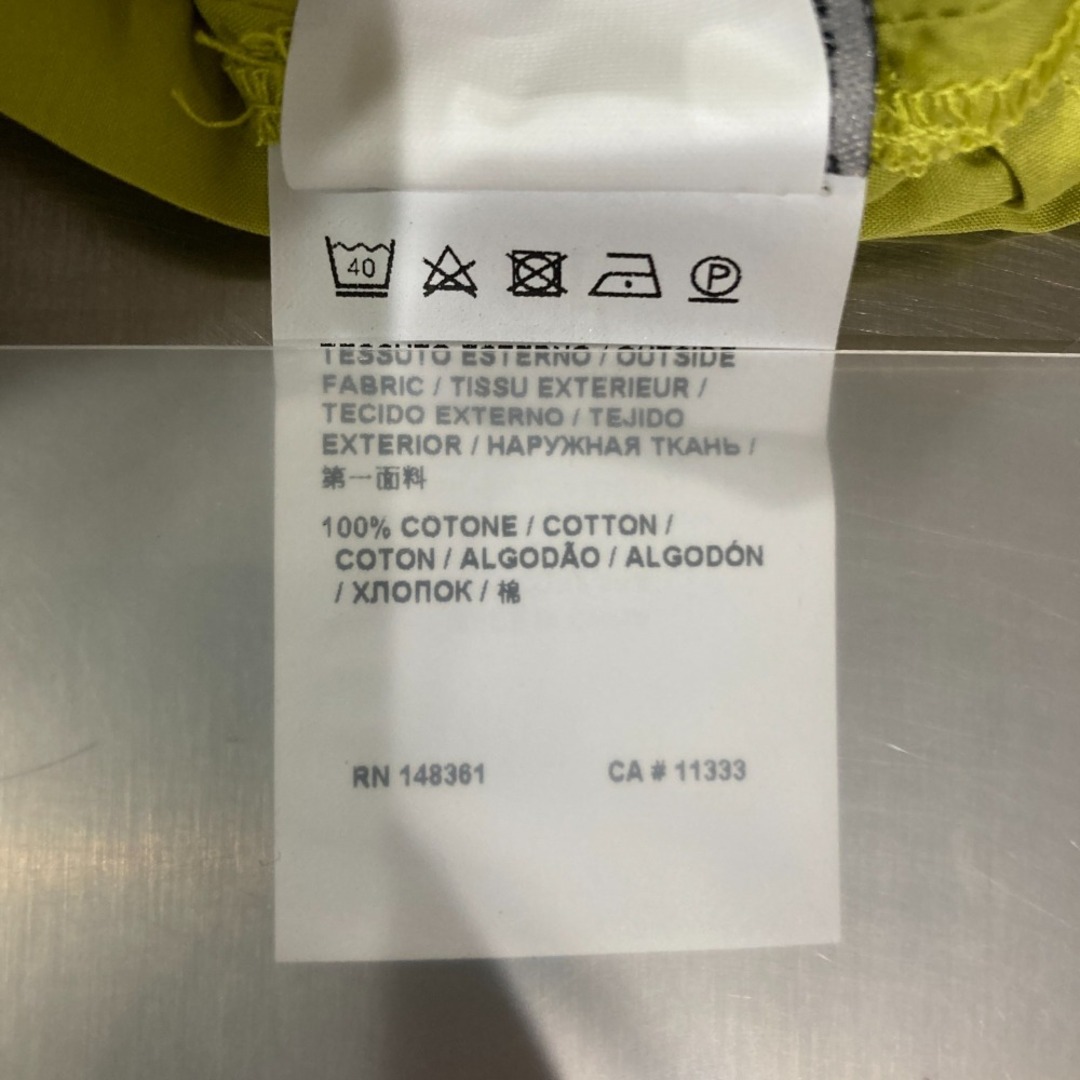 40
P
TESSUTO ESTERNO / OUTSIDE
FABRIC / TISSU EXTERIEUR /
TECIDO EXTERNO / TEJIDO
EXTERIOR / НАРУЖНАЯ ТКАНЬ /
第一面料
100% COTONE / COTTON /
COTON / ALGODÃO / ALGODÓN
/ ХЛОПОК / 棉
RN 148361
CA # 11333